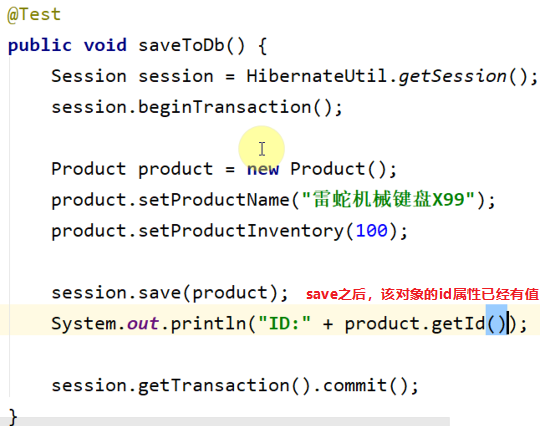 @Test
public void saveToDb() {
Session session = HibernateUtil.getSession();
session.beginTransaction();
Product product = new Product();
product.setProductName("雷蛇机械键盘X99");
product.setProductInventory(100);
session.save(product); save之后，该对象的id属性已经有值
System.out.println("ID:" + product.getId());
session.getTransaction().commit();
}